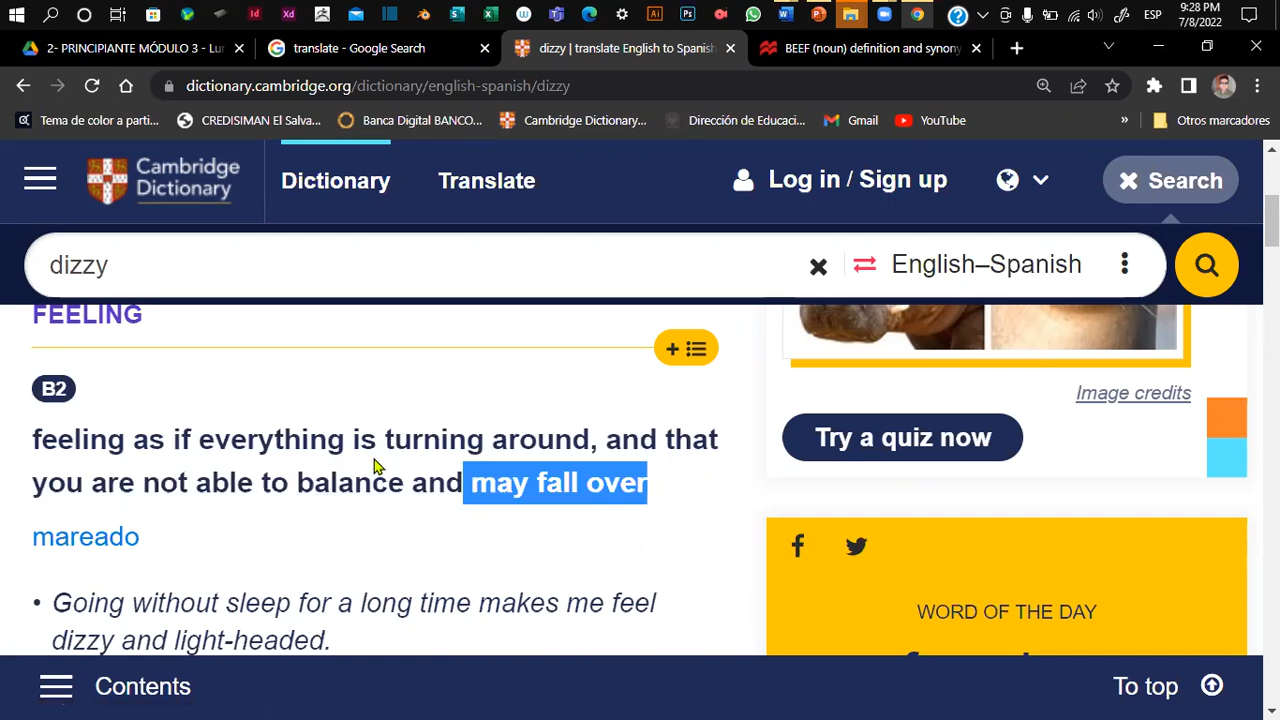 9:28 PM
ESP
7/8/2022
2- PRINCIPIANTE MÓDULO 3 - Lu
translate - Google Search
dizzy | translate English to Spanish
BEEF (noun) definition and synony
dictionary.cambridge.org/dictionary/english-spanish/dizzy
Tema de color a parti...
CREDISIMAN El Salva...
Banca Digital BANCO...
Cambridge Dictionary...
Dirección de Educaci...
Gmail
YouTube
»
Otros marcadores
Cambridge
Dictionary
Dictionary
Translate
Log in / Sign up
Search
dizzy
English–Spanish
FEELING
B2
feeling as if everything is turning around, and that
you are not able to balance and may fall over
mareado
• Going without sleep for a long time makes me feel
dizzy and light-headed.
Image credits
Try a quiz now
WORD OF THE DAY
Contents
To top